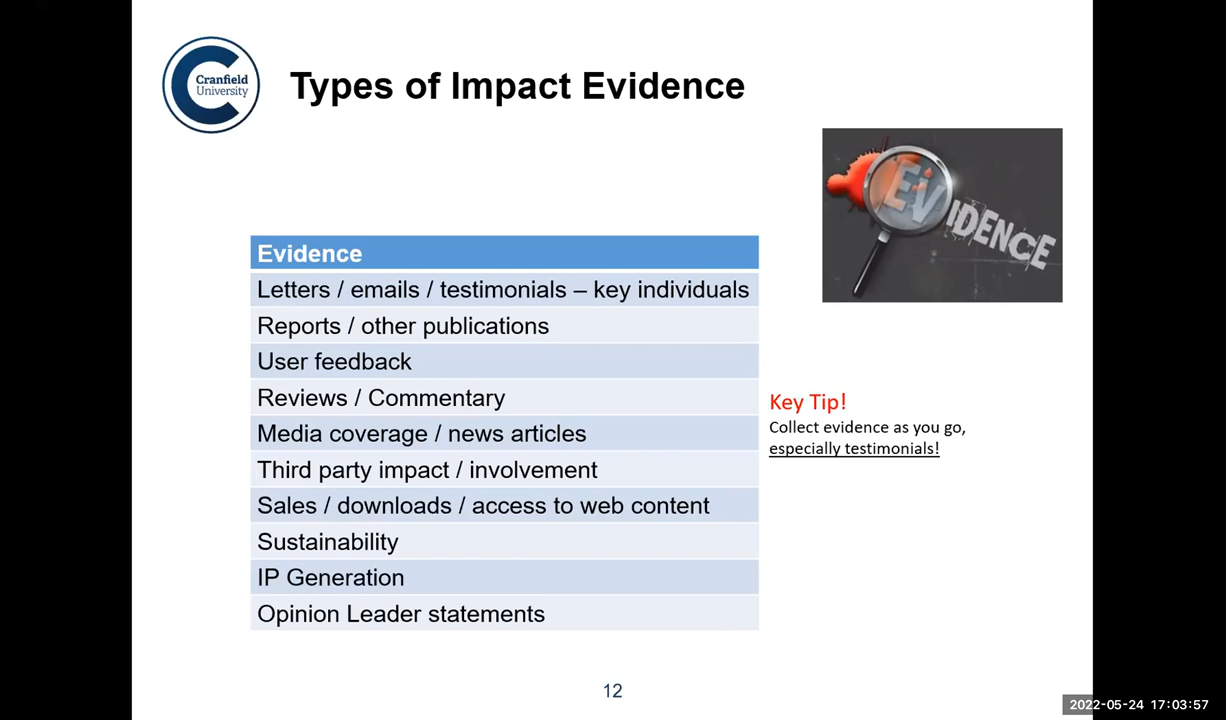 Cranfield
University
Types of Impact Evidence
EVIDENCE
Evidence
Letters / emails / testimonials – key individuals
Reports / other publications
User feedback
Reviews / Commentary
Media coverage / news articles
Third party impact / involvement
Sales / downloads / access to web content
Sustainability
IP Generation
Opinion Leader statements
Key Tip!
Collect evidence as you go,
especially testimonials!
12
2022-05-24 17:03:57